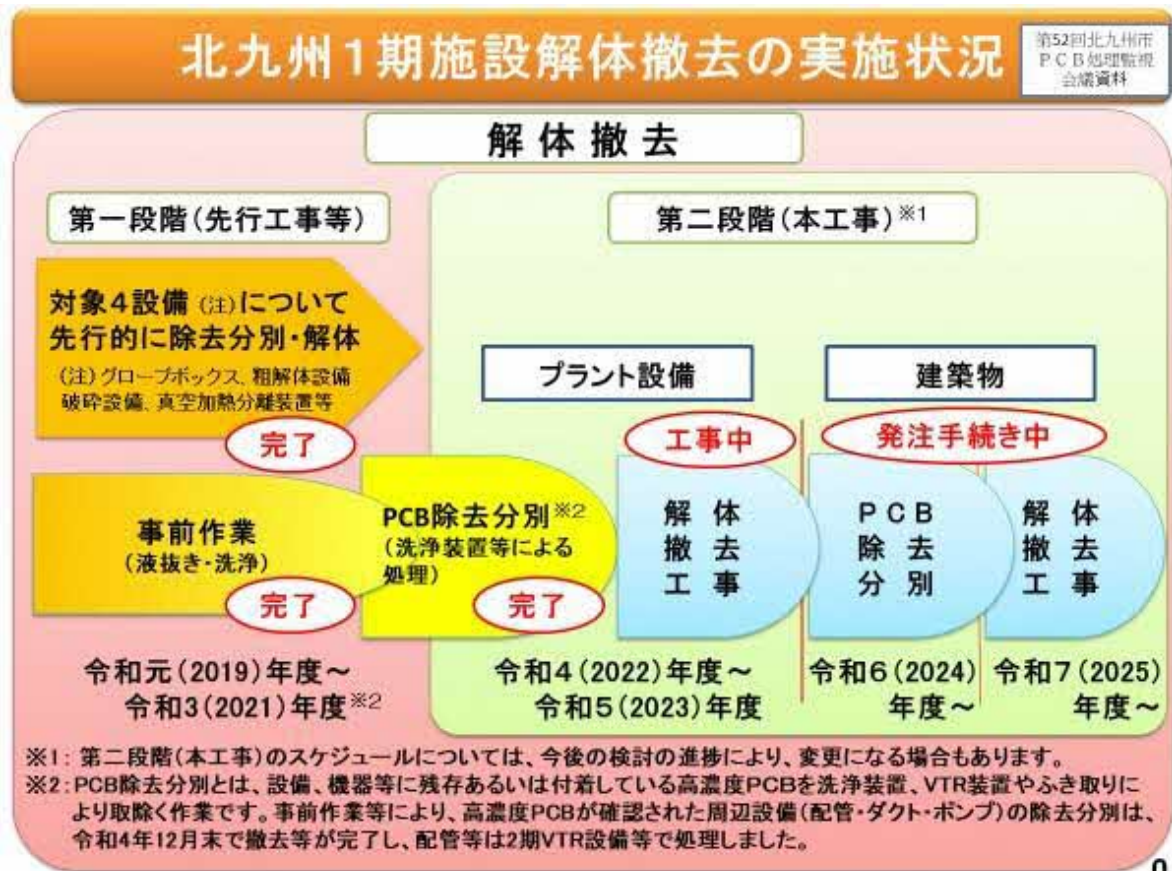 北九州1期施設解体撤去の実施状況
第52回北九州市
PCB処理監視
会議資料
解体撤去
第一段階(先行工事等)
対象4設備(注)について
先行的に除去分別・解体
(注)グローブボックス、粗解体設備
破砕設備、真空加熱分離装置等
完了
事前作業
(液抜き・洗浄)
完了
第二段階(本工事)※1
プラント設備
建築物
PCB除去分別※2
(洗浄装置等による
処理)
完了
工事中
解体
撤去
工事
発注手続き中
PCB
除去
分別
解体
撤去
工事
令和元(2019)年度~
令和3(2021)年度※2
令和4(2022)年度~
令和5(2023)年度
令和6(2024)
年度~
令和7(2025)
年度~
※1: 第二段階(本工事)のスケジュールについては、今後の検討の進捗により、変更になる場合もあります。
※2:PCB除去分別とは、設備、機器等に残存あるいは付着している高濃度PCBを洗浄装置、VTR装置やふき取りに
より取除く作業です。事前作業等により、高濃度PCBが確認された周辺設備(配管・ダクト・ポンプ)の除去分別は、
令和4年12月末で撤去等が完了し、配管等は2期VTR設備等で処理しました。